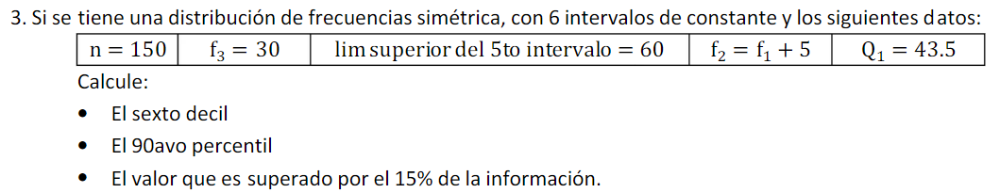 3. Si se tiene una distribución de frecuencias simétrica, con 6 intervalos de constante y los siguientes datos:
n = 150 f₃ = 30 lim superior del 5to intervalo = 60 f₂ = f₁ + 5 Q₁ = 43.5
Calcule:
• El sexto decil
• El 90avo percentil
• El valor que es superado por el 15% de la información.